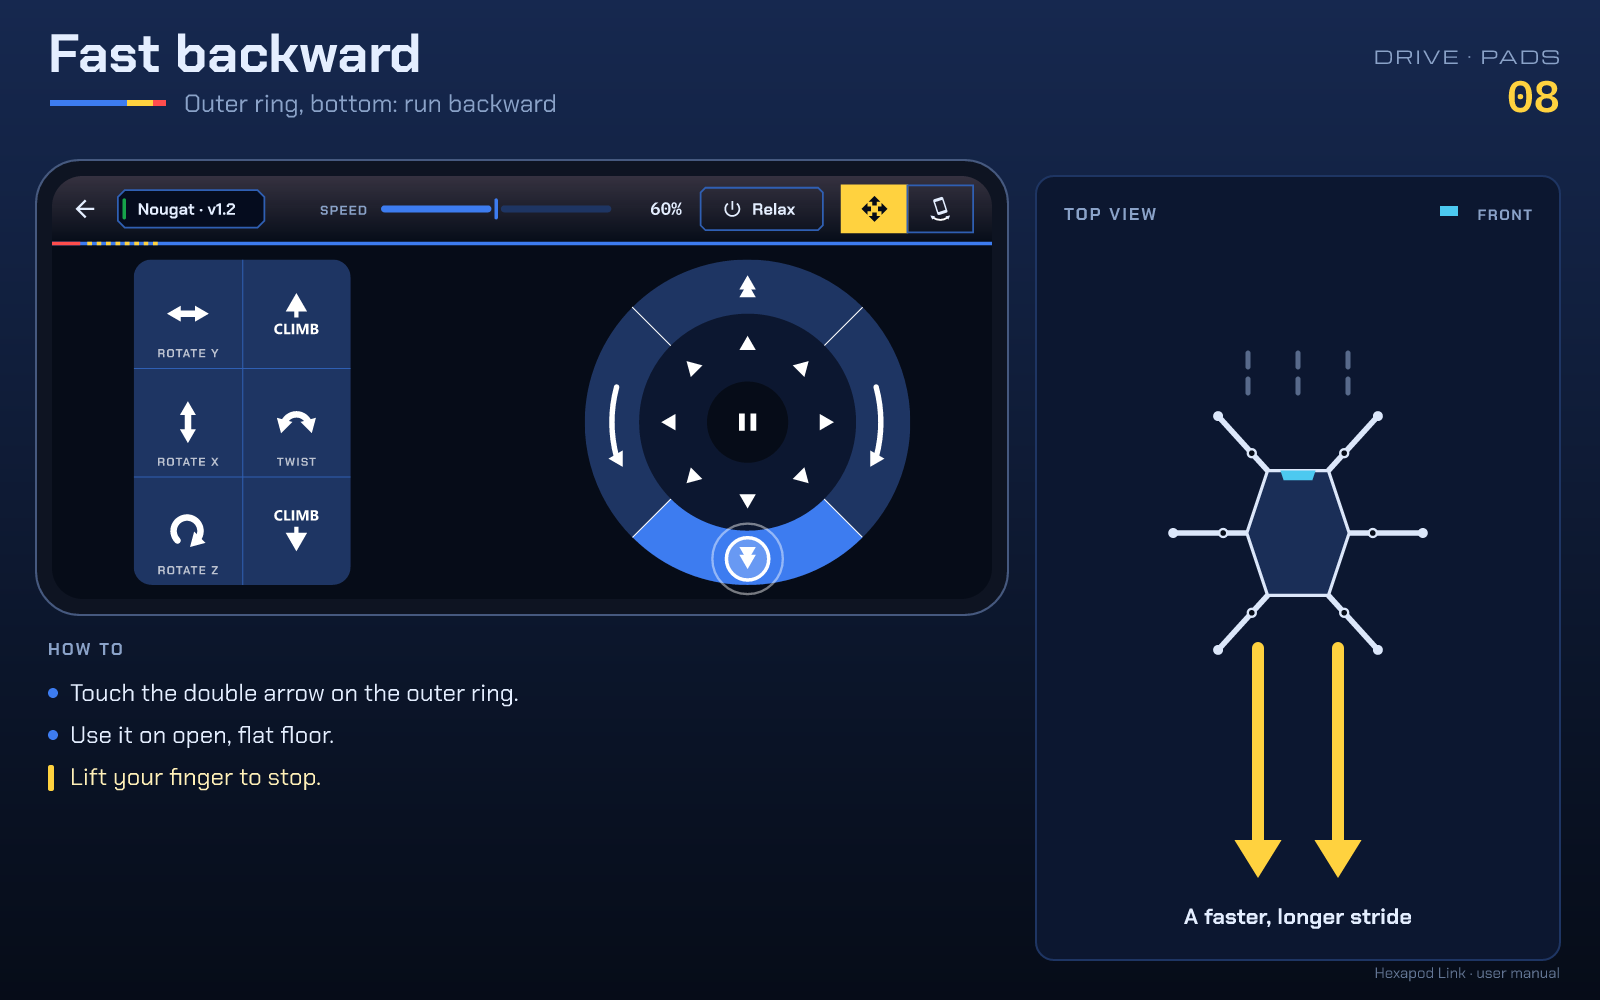 Fast backward
Outer ring, bottom: run backward
DRIVE · PADS
08
Nougat · v1.2
SPEED
60%
Relax
ROTATE Y
CLIMB
ROTATE X
TWIST
ROTATE Z
CLIMB
HOW TO
Touch the double arrow on the outer ring.
Use it on open, flat floor.
Lift your finger to stop.
TOP VIEW
FRONT
A faster, longer stride
Hexapod Link · user manual